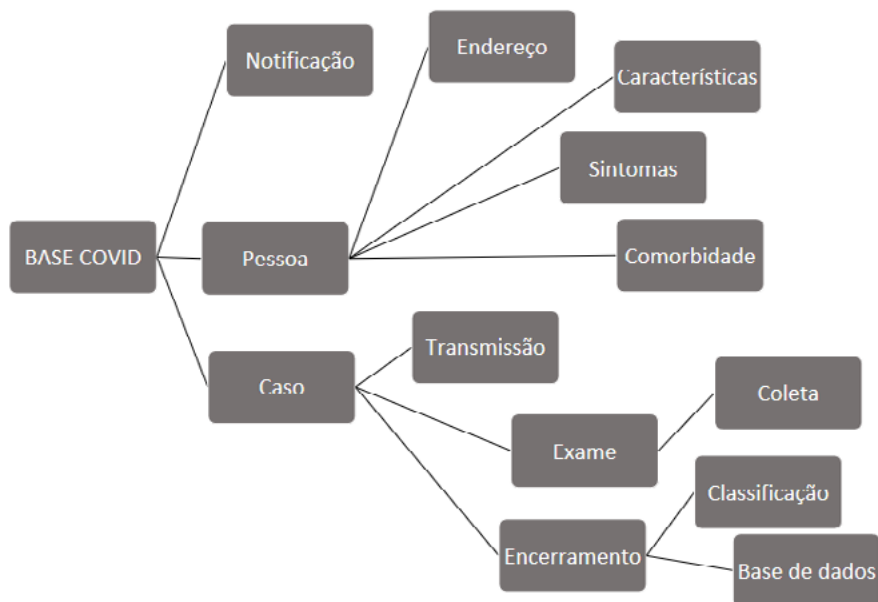 Notificação
Endereço
Características
Sintomas
BASE COVID
Pessoa
Comorbidade
Transmissão
Caso
Coleta
Exame
Classificação
Encerramento
Base de dados